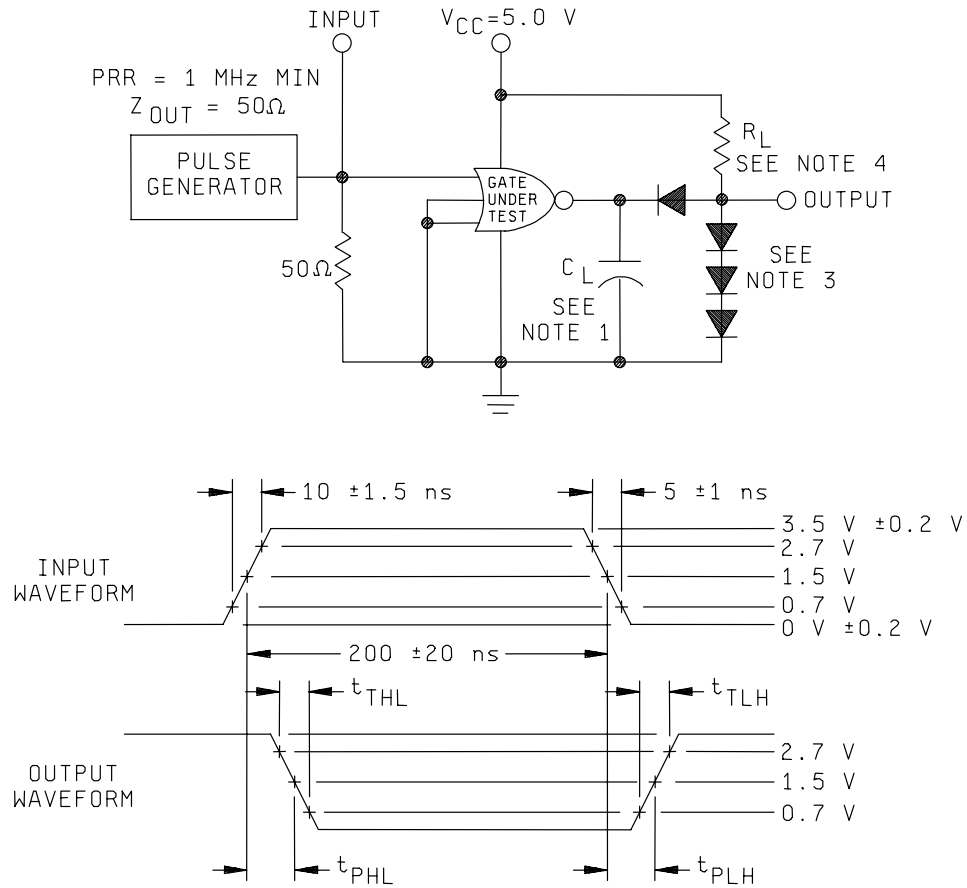 INPUT
VCC=5.0 V
PRR = 1 MHz MIN
ZOUT = 50Ω
PULSE
GENERATOR
GATE
UNDER
TEST
RL
SEE NOTE 4
OUTPUT
50Ω
CL
SEE
NOTE 1
SEE
NOTE 3
10 ±1.5 ns
5 ±1 ns
3.5 V ±0.2 V
2.7 V
INPUT
WAVEFORM
1.5 V
0.7 V
0 V ±0.2 V
200 ±20 ns
tTHL
tTLH
2.7 V
OUTPUT
WAVEFORM
1.5 V
0.7 V
tPHL
tPLH